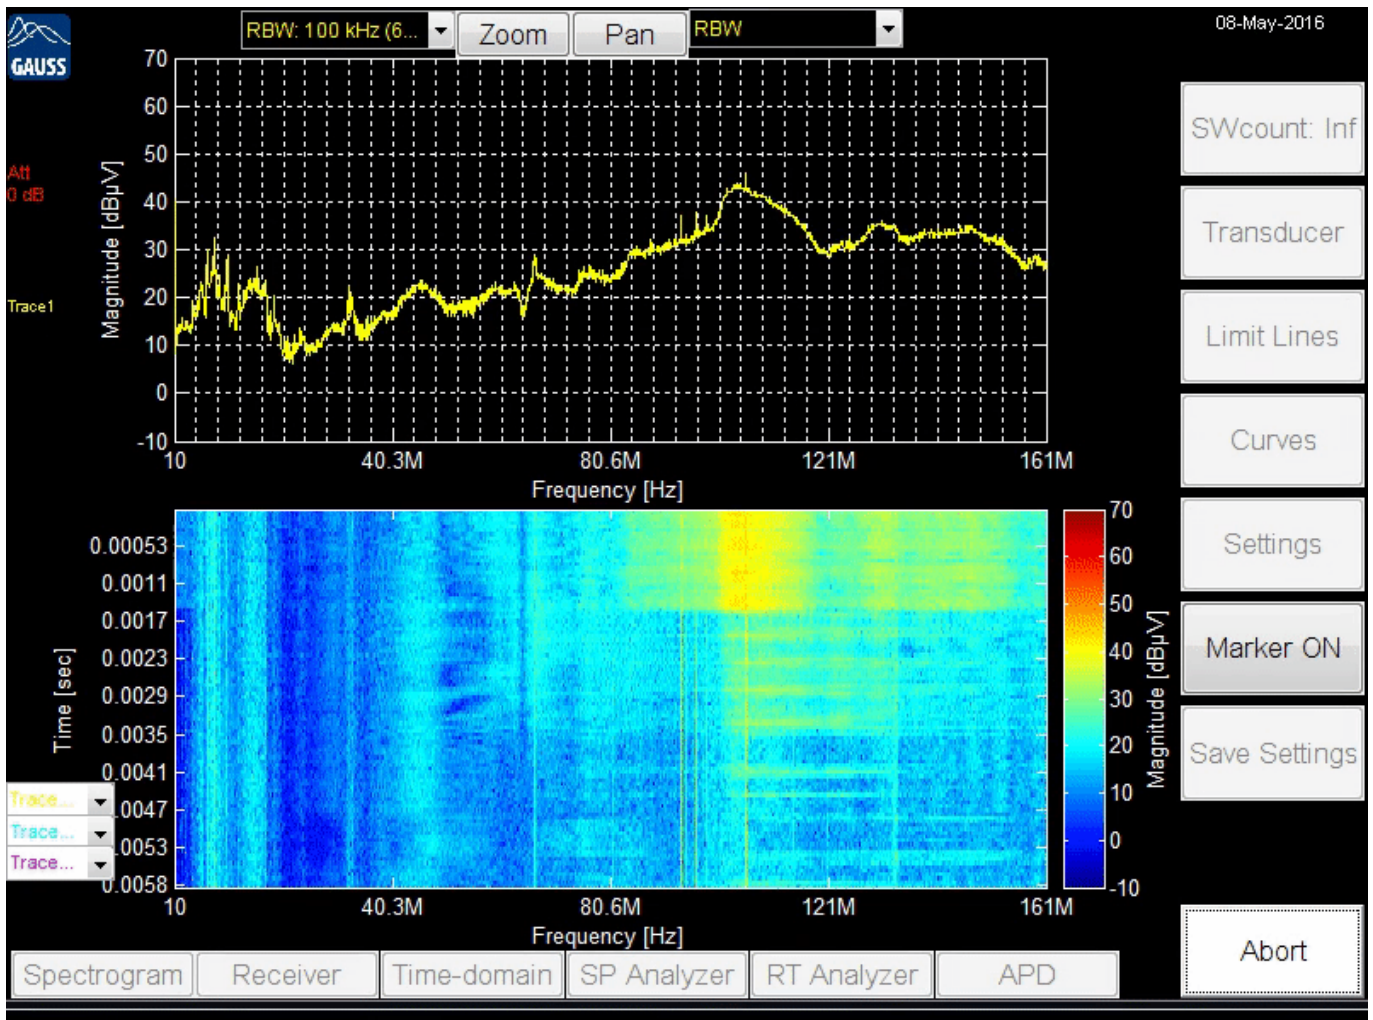 RBW: 100 kHz (6...
Zoom
Pan
RBW
08-May-2016
GAUSS
Att
0 dB
Trace1
70
60
50
40
30
20
10
0
-10
Magnitude [dBµV]
10
40.3M
80.6M
121M
161M
Frequency [Hz]
SWcount: Inf
Transducer
Limit Lines
Curves
Settings
Marker ON
Save Settings
Abort
0.00053
0.0011
0.0017
0.0023
0.0029
0.0035
0.0041
.0047
.0053
0.0058
Time [sec]
Trace...
Trace...
Trace...
10
40.3M
80.6M
121M
161M
Frequency [Hz]
70
60
50
40
30
20
10
0
-10
Magnitude [dBµV]
Spectrogram
Receiver
Time-domain
SP Analyzer
RT Analyzer
APD